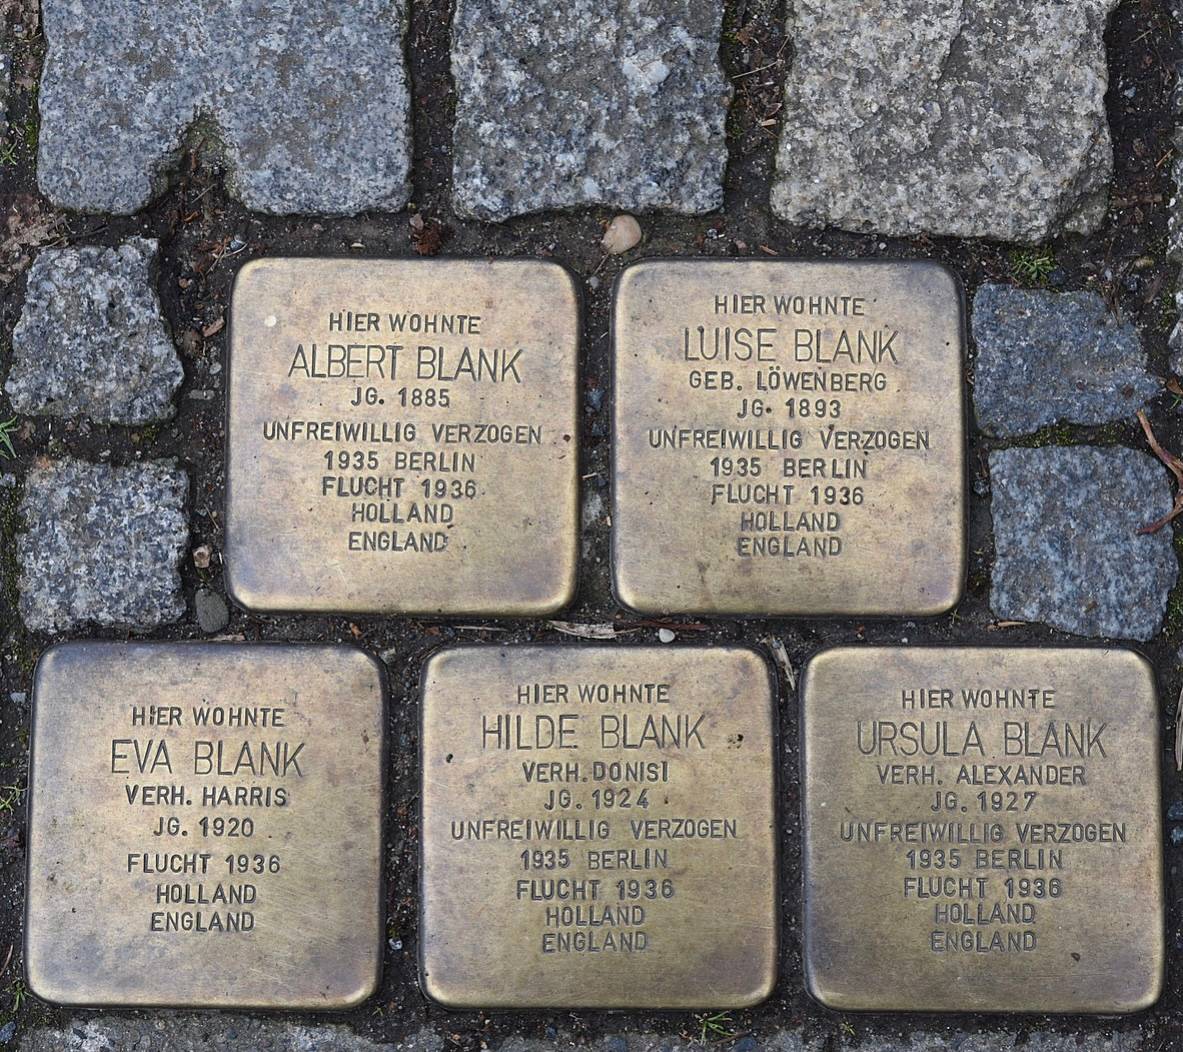 HIER WOHNTE
ALBERT BLANK
JG. 1885
UNFREIWILLIG VERZOGEN
1935 BERLIN
FLUCHT 1936
HOLLAND
ENGLAND
HIER WOHNTE
LUISE BLANK
GEB. LÖWENBERG
JG. 1893
UNFREIWILLIG VERZOGEN
1935 BERLIN
FLUCHT 1936
HOLLAND
ENGLAND
HIER WOHNTE
EVA BLANK
VERH. HARRIS
JG. 1920
FLUCHT 1936
HOLLAND
ENGLAND
HIER WOHNTE
HILDE BLANK
VERH. DONISI
JG. 1924
UNFREIWILLIG VERZOGEN
1935 BERLIN
FLUCHT 1936
HOLLAND
ENGLAND
HIER WOHNTE
URSULA BLANK
VERH. ALEXANDER
JG. 1927
UNFREIWILLIG VERZOGEN
1935 BERLIN
FLUCHT 1936
HOLLAND
ENGLAND